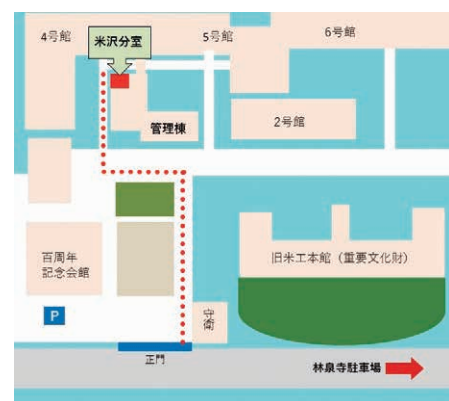 4号館
米沢分室
5号館
6号館
管理棟
2号館
百周年
記念会館
旧米工本館（重要文化財）
P
守衛
正門
林泉寺駐車場